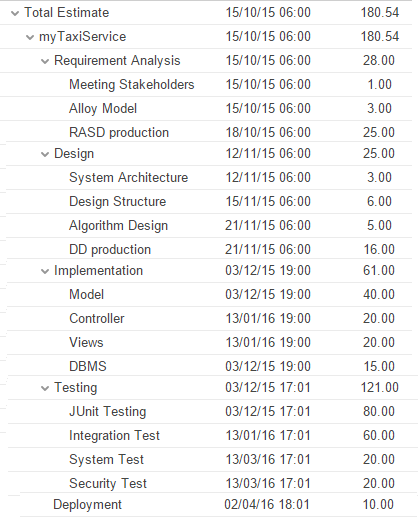 Total Estimate 15/10/15 06:00 180.54
myTaxiService 15/10/15 06:00 180.54
Requirement Analysis 15/10/15 06:00 28.00
Meeting Stakeholders 15/10/15 06:00 1.00
Alloy Model 15/10/15 06:00 3.00
RASD production 18/10/15 06:00 25.00
Design 12/11/15 06:00 25.00
System Architecture 12/11/15 06:00 3.00
Design Structure 15/11/15 06:00 6.00
Algorithm Design 21/11/15 06:00 5.00
DD production 21/11/15 06:00 16.00
Implementation 03/12/15 19:00 61.00
Model 03/12/15 19:00 40.00
Controller 13/01/16 19:00 20.00
Views 13/01/16 19:00 20.00
DBMS 03/12/15 19:00 15.00
Testing 03/12/15 17:01 121.00
JUnit Testing 03/12/15 17:01 80.00
Integration Test 13/01/16 17:01 60.00
System Test 13/03/16 17:01 20.00
Security Test 13/03/16 17:01 20.00
Deployment 02/04/16 18:01 10.00